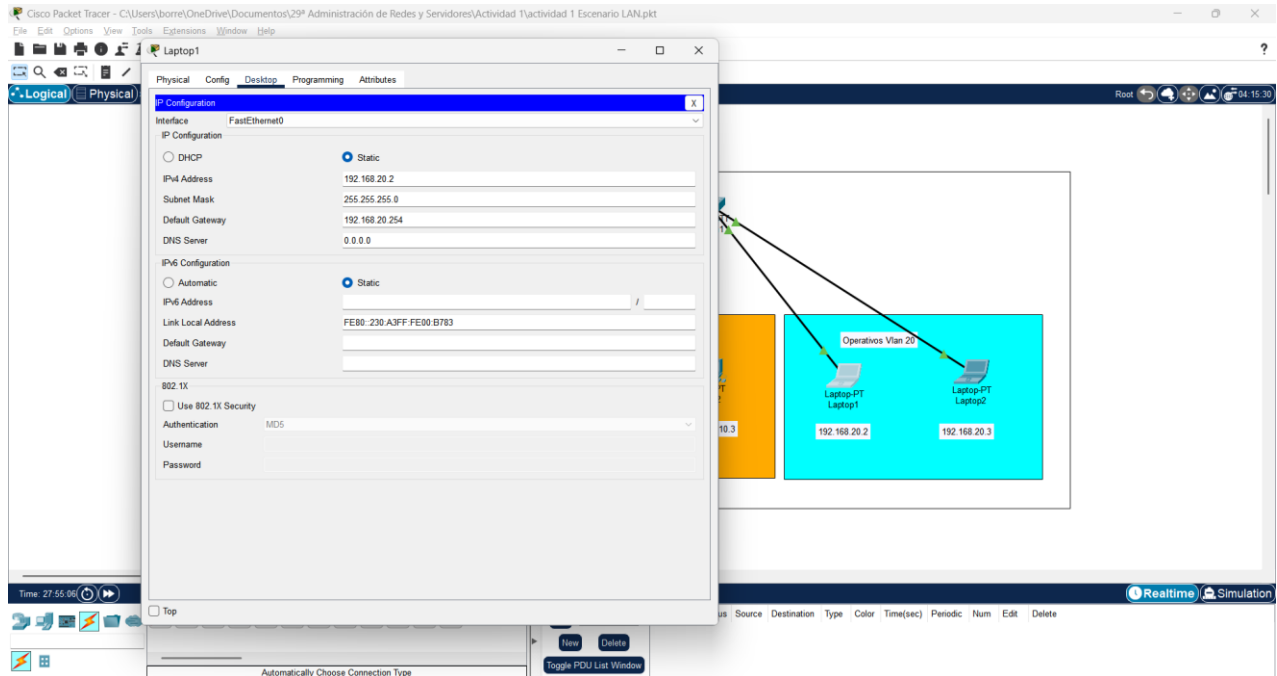 Cisco Packet Tracer - C:\Users\borre\OneDrive\Documentos\29ª Administración de Redes y Servidores\Actividad 1\actividad 1 Escenario LAN.pkt
File Edit Options View Tools Extensions Window Help
Laptop1
?
Physical Config Desktop Programming Attributes
Logical Physical
Root 04:15:30
IP Configuration X
Interface FastEthernet0
IP Configuration
DHCP Static
IPv4 Address 192.168.20.2
Subnet Mask 255.255.255.0
Default Gateway 192.168.20.254
DNS Server 0.0.0.0
IPv6 Configuration
Automatic Static
IPv6 Address /
Link Local Address FE80::230:A3FF:FE00:B783
Default Gateway
DNS Server
802.1X
Use 802.1X Security
Authentication MD5
Username
Password
Top
Operativos Vlan 20
Laptop-PT
Laptop1
Laptop-PT
Laptop2
10.3
192.168.20.2
192.168.20.3
Time: 27:55:06
Realtime Simulation
us Source Destination Type Color Time(sec) Periodic Num Edit Delete
New Delete
Toggle PDU List Window
Automatically Choose Connection Type